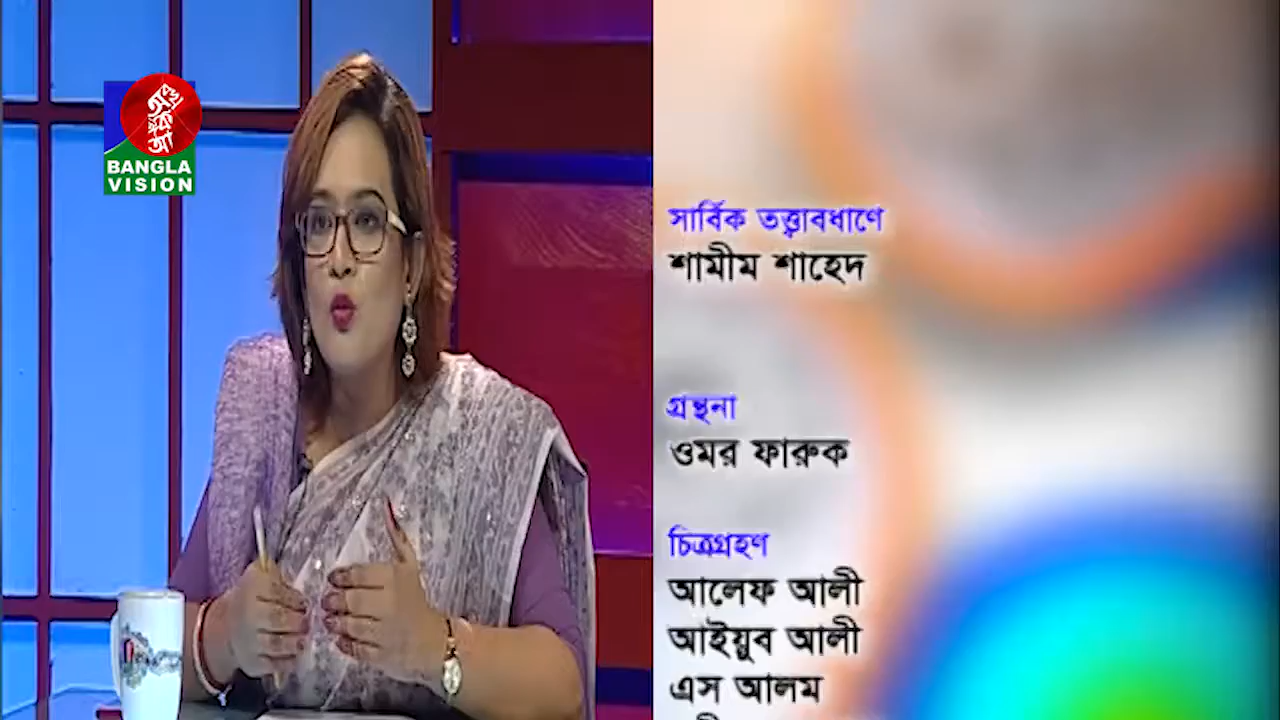 BANGLA
VISION
সার্বিক তত্ত্বাবধাণে
শামীম শাহেদ
গ্রন্থনা
ওমর ফারুক
চিত্রগ্রহণ
আলেফ আলী
আইয়ুব আলী
এস আলম